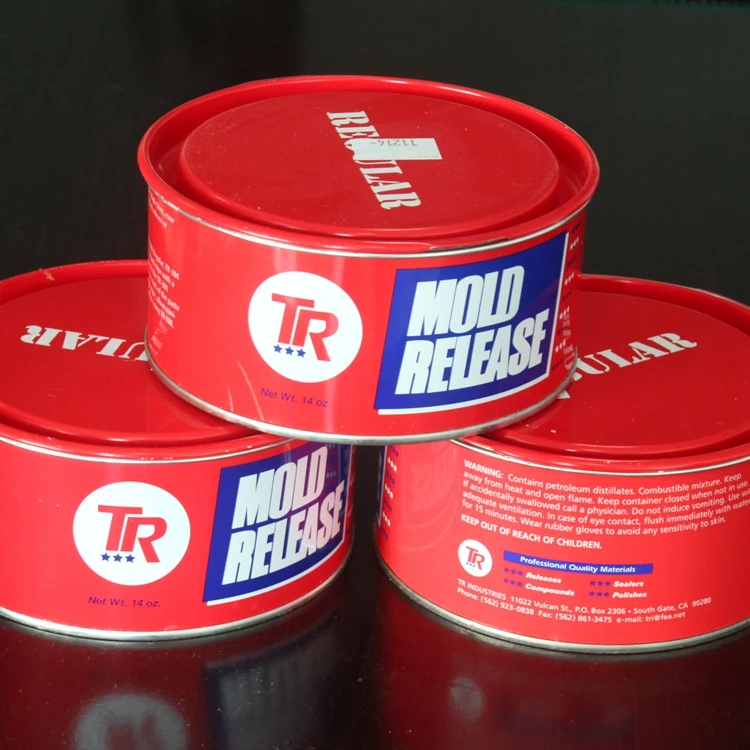 REGULAR
11214-
TR
★★★
Net Wt. 14 oz.
MOLD
RELEASE
REGULAR
TR
★★★
Net Wt. 14 oz.
MOLD
RELEASE
ULAR
WARNING: Contains petroleum distillates. Combustible mixture. Keep
away from heat and open flame. Keep container closed when not in use.
If accidentally swallowed call a physician. Do not induce vomiting. Use
adequate ventilation. In case of eye contact, flush immediately with water
for 15 minutes. Wear rubber gloves to avoid any sensitivity to skin.
KEEP OUT OF REACH OF CHILDREN.
TR
Professional Quality Materials
★★★ Releases ★★★ Sealers
★★★ Compounds ★★★ Polishes
TR INDUSTRIES 11022 Vulcan St., P.O. Box 2306 • South Gate, CA 90280
Phone: (562) 923-0838 Fax: (562) 861-3475 e-mail: tri@fea.net